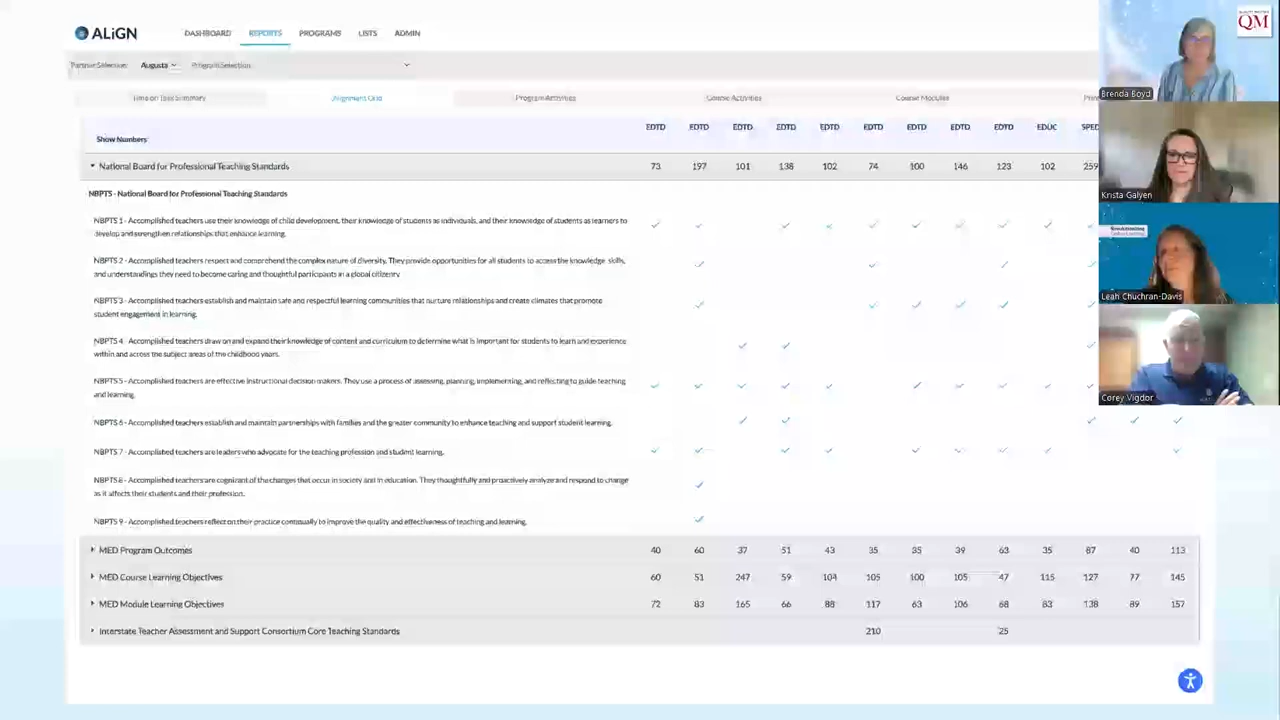 ALiGN
DASHBOARD REPORTS PROGRAMS LISTS ADMIN
QM
Partner Selection: Augusta Program Selection
Brenda Boyd
Time on Task Summary Alignment Grid Program Activities Course Activities Course Modules
Show Numbers EDTD EDTD EDTD EDTD EDTD EDTD EDTD EDTD EDTD EDUC SPED
National Board for Professional Teaching Standards 73 197 101 138 102 74 100 146 123 102 259
NBPTS - National Board for Professional Teaching Standards
Krista Galyen
NBPTS 1 - Accomplished teachers use their knowledge of child development, their knowledge of students as individuals, and their knowledge of students as learners to
develop and strengthen relationships that enhance learning.
NBPTS 2 - Accomplished teachers respect and comprehend the complex nature of diversity. They provide opportunities for all students to access the knowledge, skills,
and understandings they need to become caring and thoughtful participants in a global citizenry.
NBPTS 3 - Accomplished teachers establish and maintain safe and respectful learning communities that nurture relationships and create climates that promote
student engagement in learning.
Leah Chuchran-Davis
NBPTS 4 - Accomplished teachers draw on and expand their knowledge of content and curriculum to determine what is important for students to learn and experience
within and across the subject areas of the childhood years.
NBPTS 5 - Accomplished teachers are effective instructional decision makers. They use a process of assessing, planning, implementing, and reflecting to guide teaching
and learning.
Corey Vigdor
NBPTS 6 - Accomplished teachers establish and maintain partnerships with families and the greater community to enhance teaching and support student learning.
NBPTS 7 - Accomplished teachers are leaders who advocate for the teaching profession and student learning.
NBPTS 8 - Accomplished teachers are cognizant of the changes that occur in society and in education. They thoughtfully and proactively analyze and respond to change
as it affects their students and their profession.
NBPTS 9 - Accomplished teachers reflect on their practice continually to improve the quality and effectiveness of teaching and learning.
MED Program Outcomes 40 60 37 51 43 35 35 39 63 35 87 40 113
MED Course Learning Objectives 60 51 247 59 104 105 100 105 47 115 127 77 145
MED Module Learning Objectives 72 83 165 66 88 117 63 106 68 83 138 89 157
Interstate Teacher Assessment and Support Consortium Core Teaching Standards 210 25